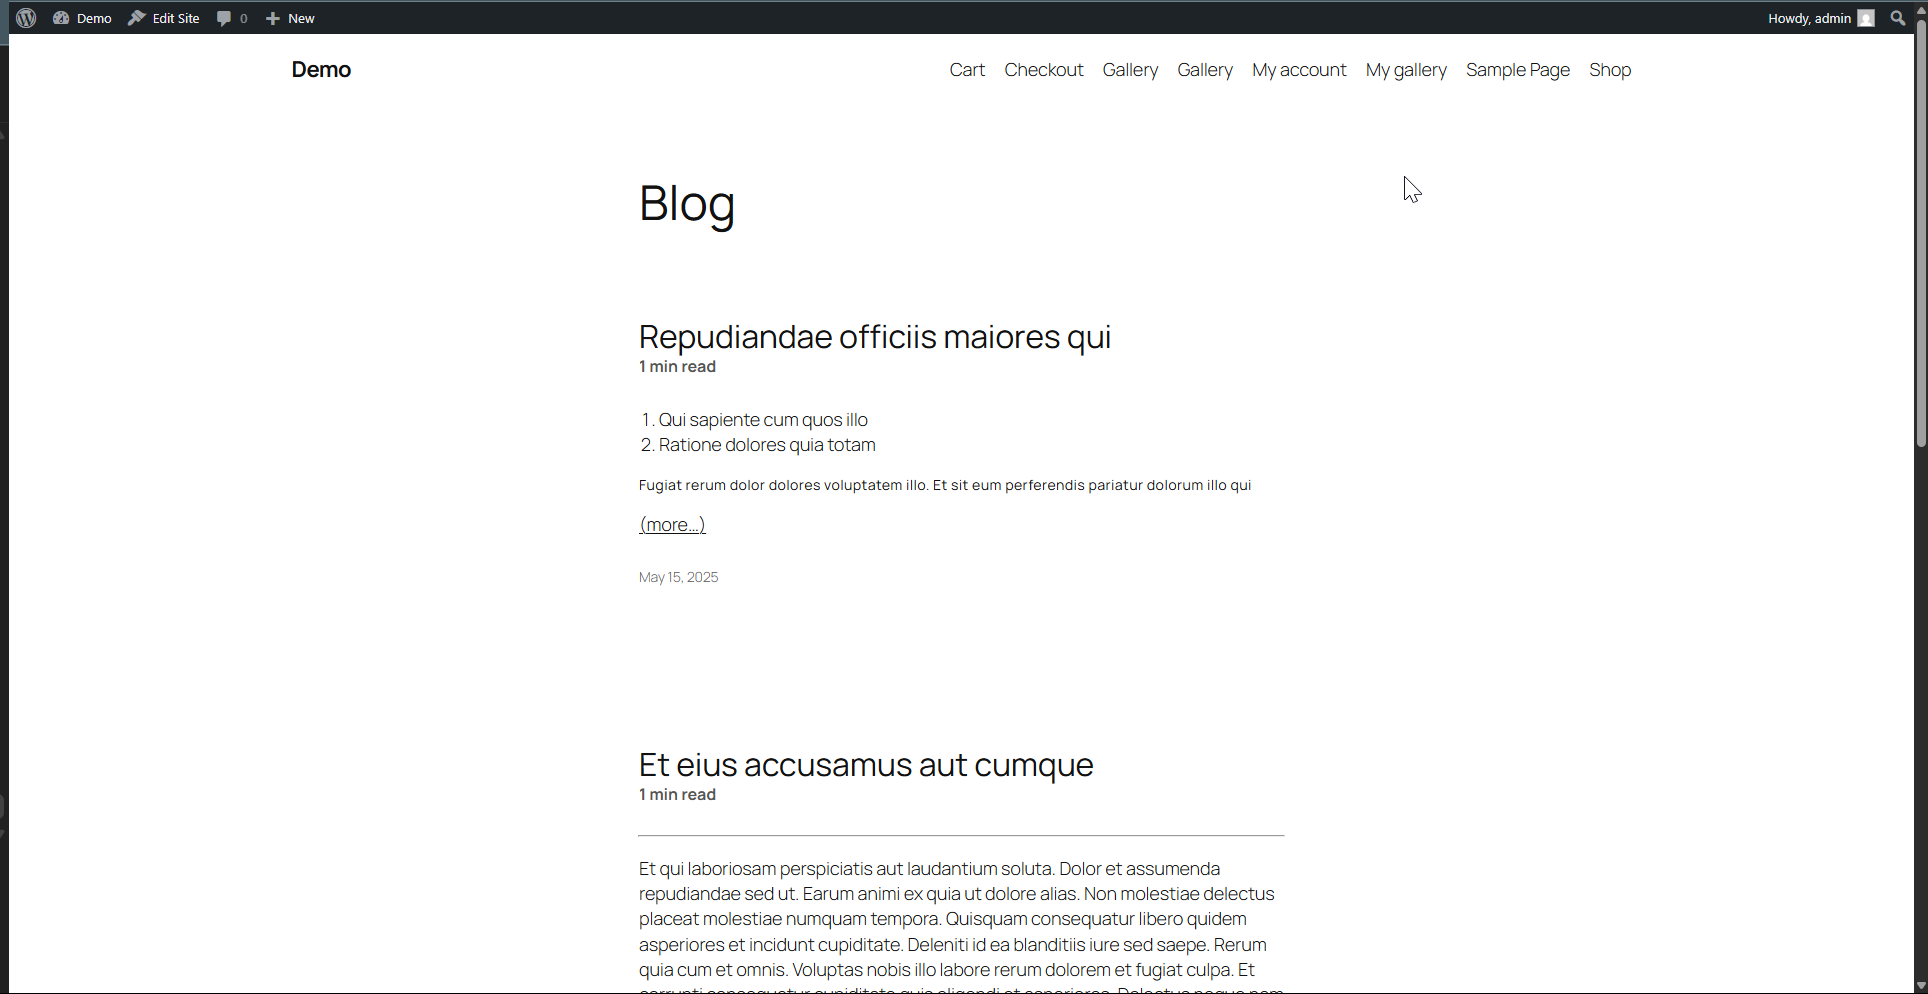 Demo Edit Site 0 New Howdy, admin
Demo Cart Checkout Gallery Gallery My account My gallery Sample Page Shop
Blog
Repudiandae officiis maiores qui
1 min read
1. Qui sapiente cum quos illo
2. Ratione dolores quia totam
Fugiat rerum dolor dolores voluptatem illo. Et sit eum perferendis pariatur dolorum illo qui
(more…)
May 15, 2025
Et eius accusamus aut cumque
1 min read
Et qui laboriosam perspiciatis aut laudantium soluta. Dolor et assumenda
repudiandae sed ut. Earum animi ex quia ut dolore alias. Non molestiae delectus
placeat molestiae numquam tempora. Quisquam consequatur libero quidem
asperiores et incidunt cupiditate. Deleniti id ea blanditiis iure sed saepe. Rerum
quia cum et omnis. Voluptas nobis illo labore rerum dolorem et fugiat culpa. Et